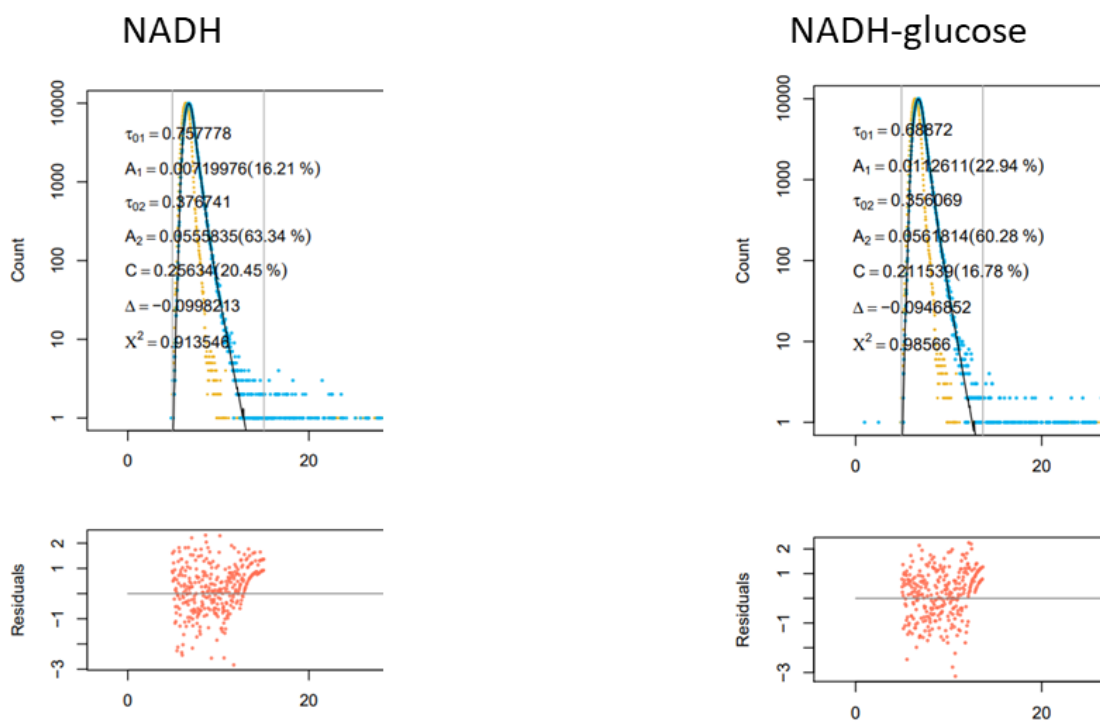 NADH
10000
1000
100
10
1
Count
τ01 = 0.757778
A1 = 0.00719976(16.21 %)
τ02 = 0.376741
A2 = 0.0555835(63.34 %)
C = 0.25634(20.45 %)
Δ = −0.0998213
X² = 0.913546
0 20
2
1
−1
−3
Residuals
0 20
NADH-glucose
10000
1000
100
10
1
Count
τ01 = 0.68872
A1 = 0.0112611(22.94 %)
τ02 = 0.356069
A2 = 0.0561814(60.28 %)
C = 0.211539(16.78 %)
Δ = −0.0946852
X² = 0.98566
0 20
2
1
−1
−3
Residuals
0 20